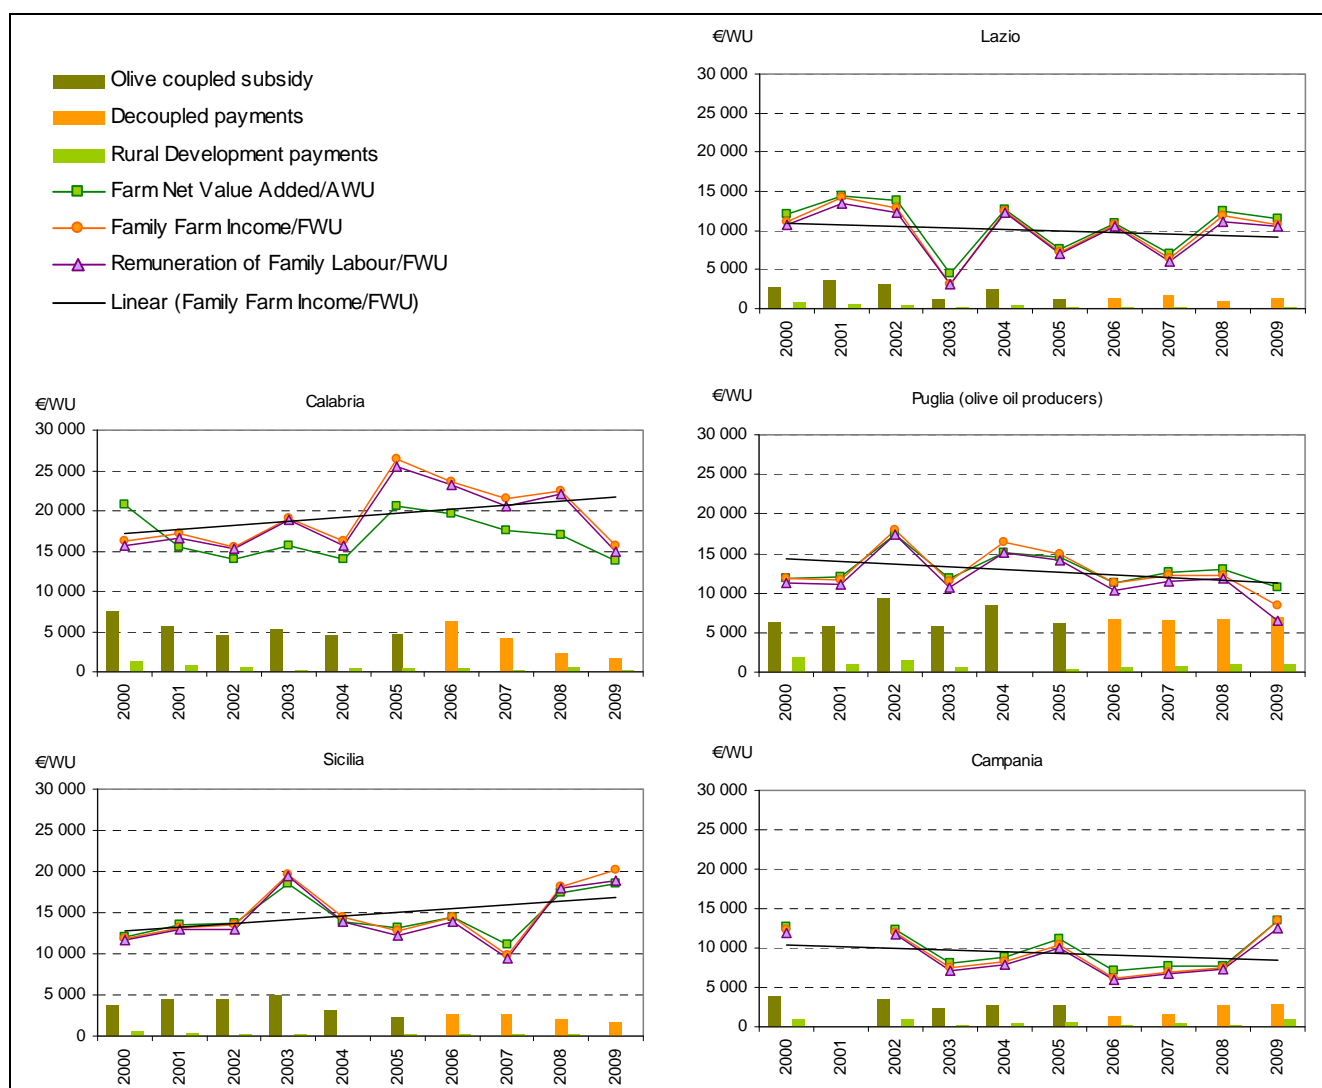 Olive coupled subsidy
Decoupled payments
Rural Development payments
Farm Net Value Added/AWU
Family Farm Income/FWU
Remuneration of Family Labour/FWU
Linear (Family Farm Income/FWU)
€/WU
Lazio
30 000
25 000
20 000
15 000
10 000
5 000
0
2000 2001 2002 2003 2004 2005 2006 2007 2008 2009
€/WU
Calabria
30 000
25 000
20 000
15 000
10 000
5 000
0
2000 2001 2002 2003 2004 2005 2006 2007 2008 2009
€/WU
Puglia (olive oil producers)
30 000
25 000
20 000
15 000
10 000
5 000
0
2000 2001 2002 2003 2004 2005 2006 2007 2008 2009
€/WU
Sicilia
30 000
25 000
20 000
15 000
10 000
5 000
0
2000 2001 2002 2003 2004 2005 2006 2007 2008 2009
€/WU
Campania
30 000
25 000
20 000
15 000
10 000
5 000
0
2000 2001 2002 2003 2004 2005 2006 2007 2008 2009